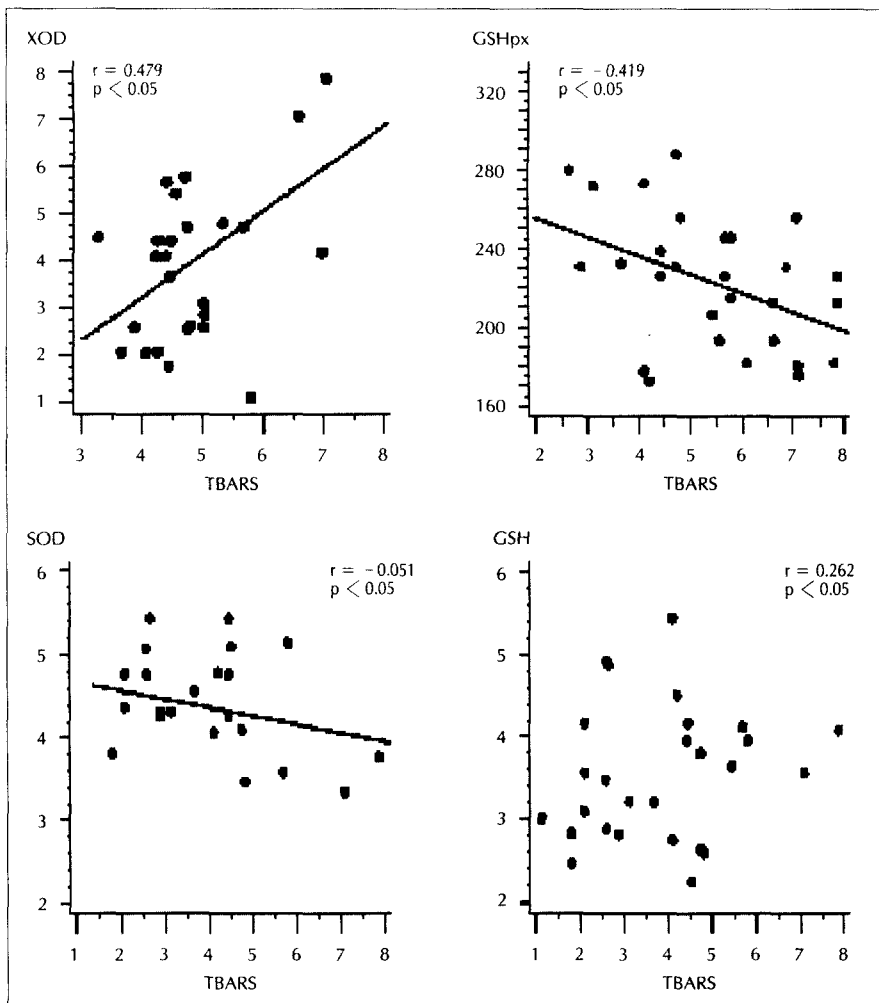 XOD
r = 0.479
p < 0.05
8
7
6
5
4
3
2
1
3 4 5 6 7 8
TBARS
GSHpx
r = -0.419
p < 0.05
320
280
240
200
160
2 3 4 5 6 7 8
TBARS
SOD
r = -0.051
p < 0.05
6
5
4
3
2
1 2 3 4 5 6 7 8
TBARS
GSH
r = 0.262
p < 0.05
6
5
4
3
2
1 2 3 4 5 6 7 8
TBARS